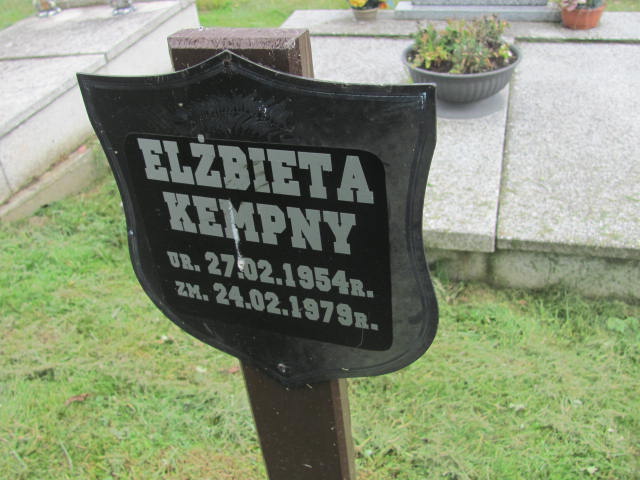 ELŻBIETA
KEMPNY
UR. 27.02.1954R.
ZM. 24.02.1979R.